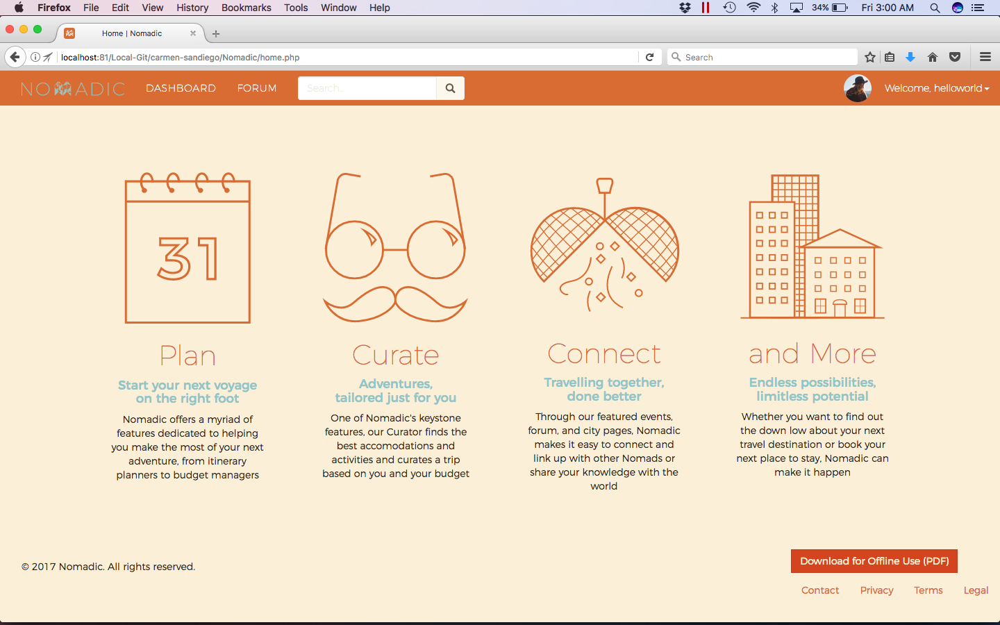 Firefox File Edit View History Bookmarks Tools Window Help 34% Fri 3:00 AM
Home | Nomadic
localhost:81/Local-Git/carmen-sandiego/Nomadic/home.php Search
NOMADIC DASHBOARD FORUM Search... Welcome, helloworld
31
Plan
Start your next voyage
on the right foot
Nomadic offers a myriad of
features dedicated to helping
you make the most of your next
adventure, from itinerary
planners to budget managers
Curate
Adventures,
tailored just for you
One of Nomadic's keystone
features, our Curator finds the
best accomodations and
activities and curates a trip
based on you and your budget
Connect
Travelling together,
done better
Through our featured events,
forum, and city pages, Nomadic
makes it easy to connect and
link up with other Nomads or
share your knowledge with the
world
and More
Endless possibilities,
limitless potential
Whether you want to find out
the down low about your next
travel destination or book your
next place to stay, Nomadic can
make it happen
© 2017 Nomadic. All rights reserved.
Download for Offline Use (PDF)
Contact Privacy Terms Legal